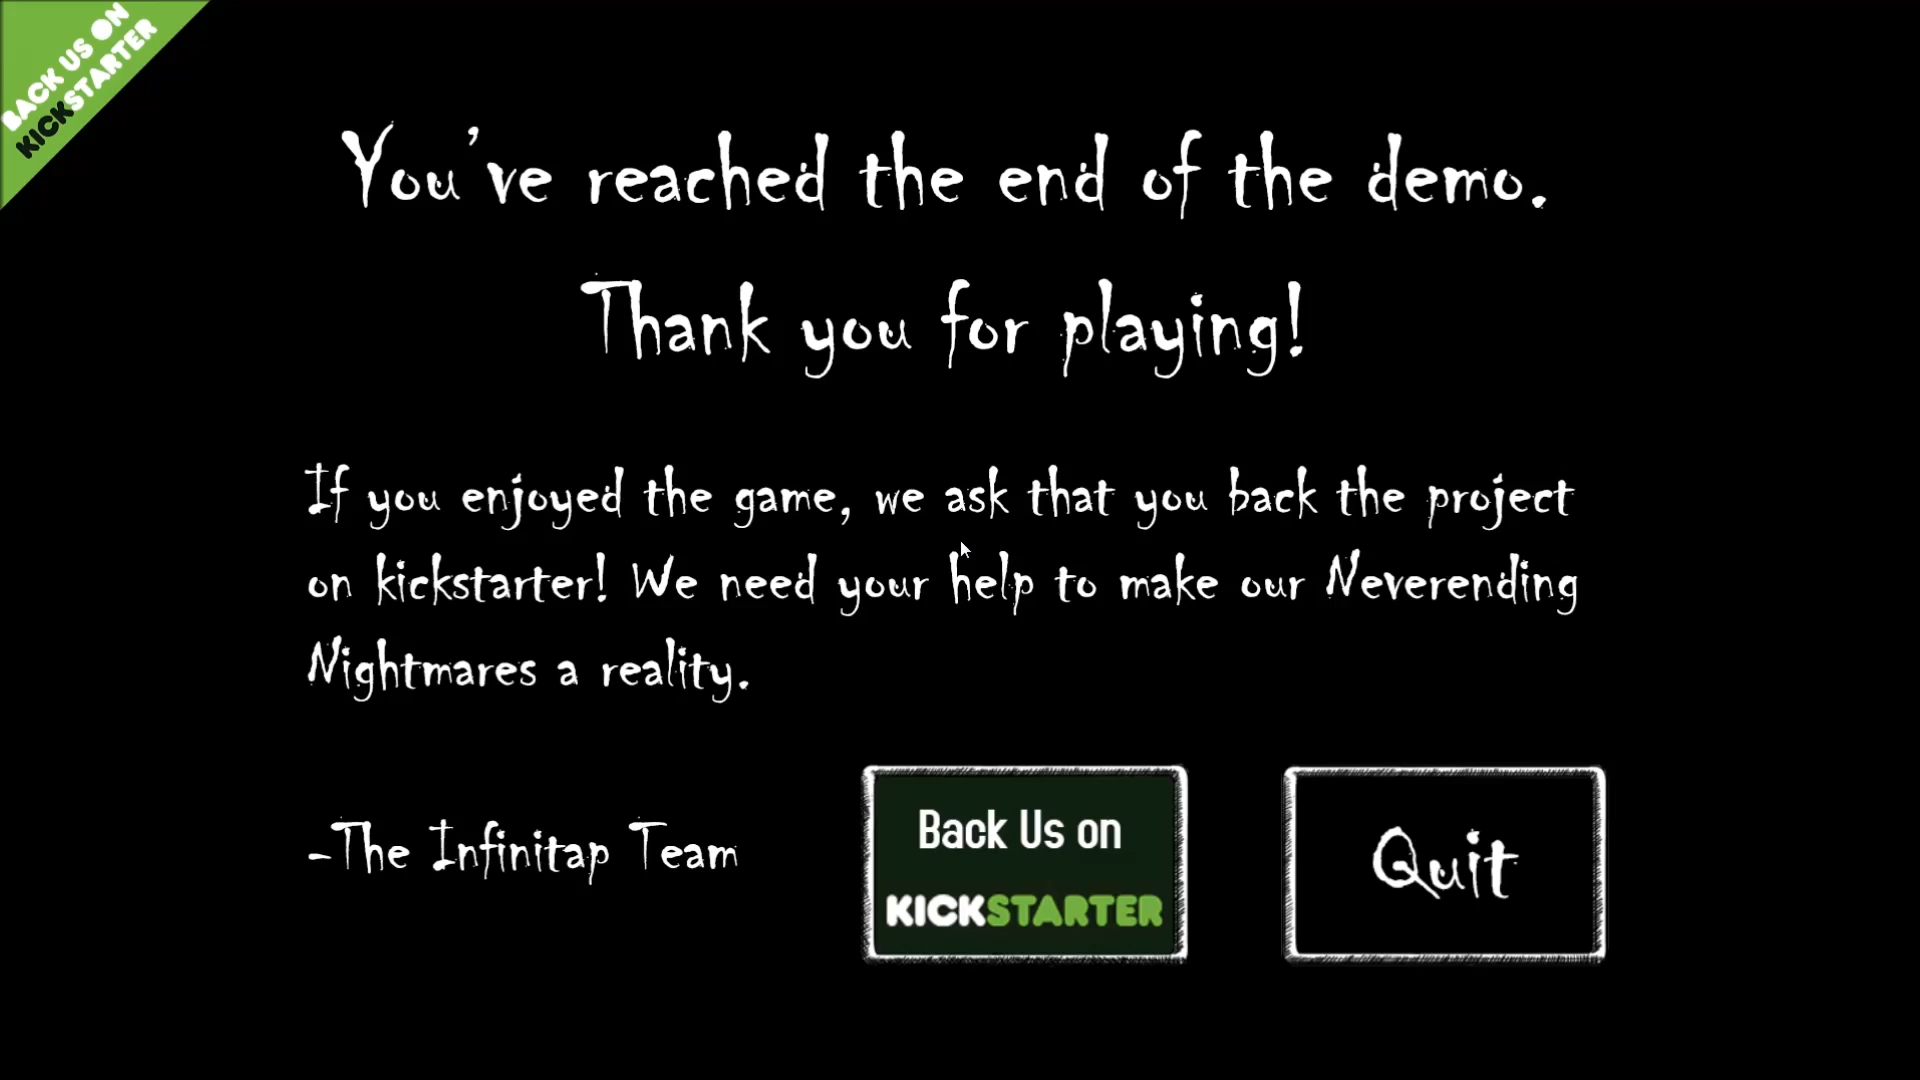 BACK US ON
KICKSTARTER
You've reached the end of the demo.
Thank you for playing!
If you enjoyed the game, we ask that you back the project
on kickstarter! We need your help to make our Neverending
Nightmares a reality.
-The Infinitap Team
Back Us on
KICKSTARTER
Quit